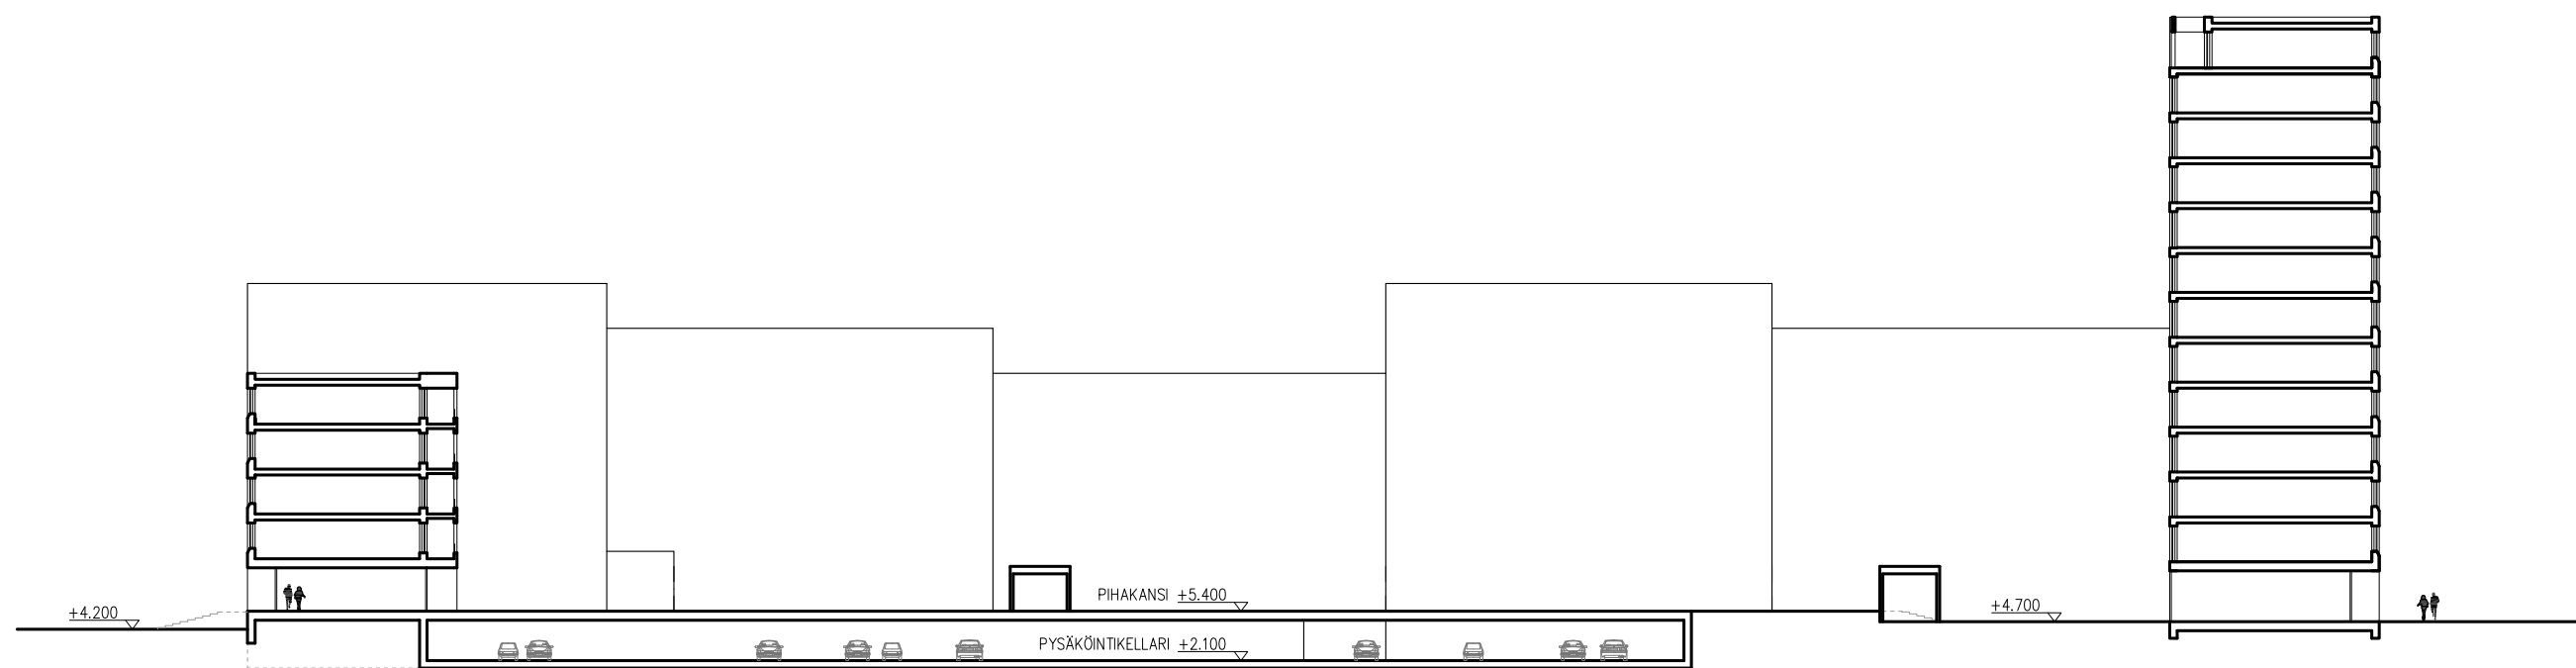 PIHAKANSI +5.400
+4.200
+4.700
PYSÄKÖINTIKELLARI +2.100